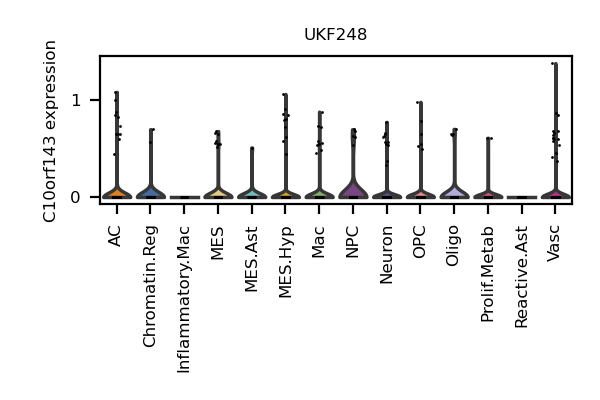 UKF248
C10orf143 expression
1
0
AC
Chromatin.Reg
Inflammatory.Mac
MES
MES.Ast
MES.Hyp
Mac
NPC
Neuron
OPC
Oligo
Prolif.Metab
Reactive.Ast
Vasc